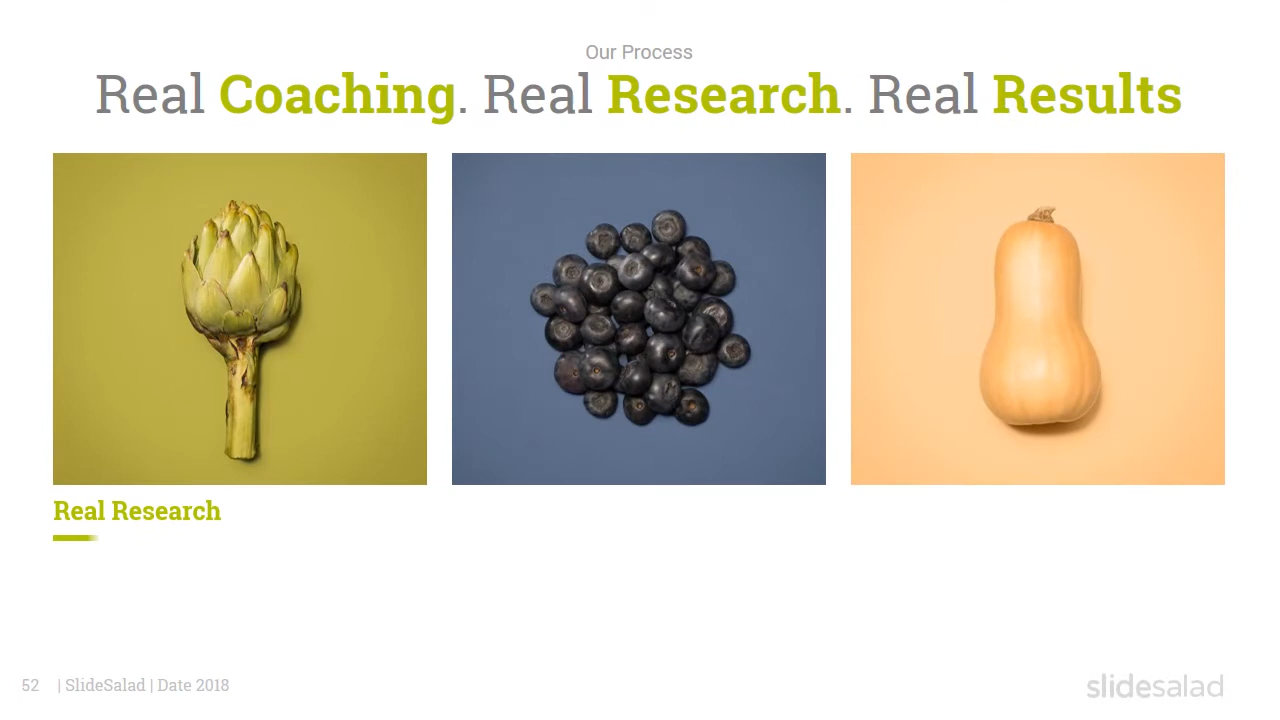 Our Process
Real Coaching. Real Research. Real Results
Real Research
52 | SlideSalad | Date 2018
slidesalad